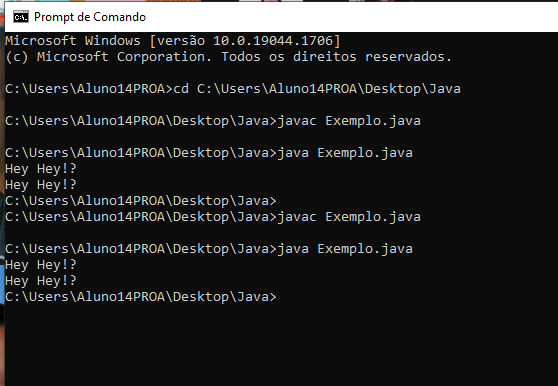 Prompt de Comando
Microsoft Windows [versão 10.0.19044.1706]
(c) Microsoft Corporation. Todos os direitos reservados.
C:\Users\Aluno14PROA>cd C:\Users\Aluno14PROA\Desktop\Java
C:\Users\Aluno14PROA\Desktop\Java>javac Exemplo.java
C:\Users\Aluno14PROA\Desktop\Java>java Exemplo.java
Hey Hey!?
Hey Hey!?
C:\Users\Aluno14PROA\Desktop\Java>
C:\Users\Aluno14PROA\Desktop\Java>javac Exemplo.java
C:\Users\Aluno14PROA\Desktop\Java>java Exemplo.java
Hey Hey!?
Hey Hey!?
C:\Users\Aluno14PROA\Desktop\Java>